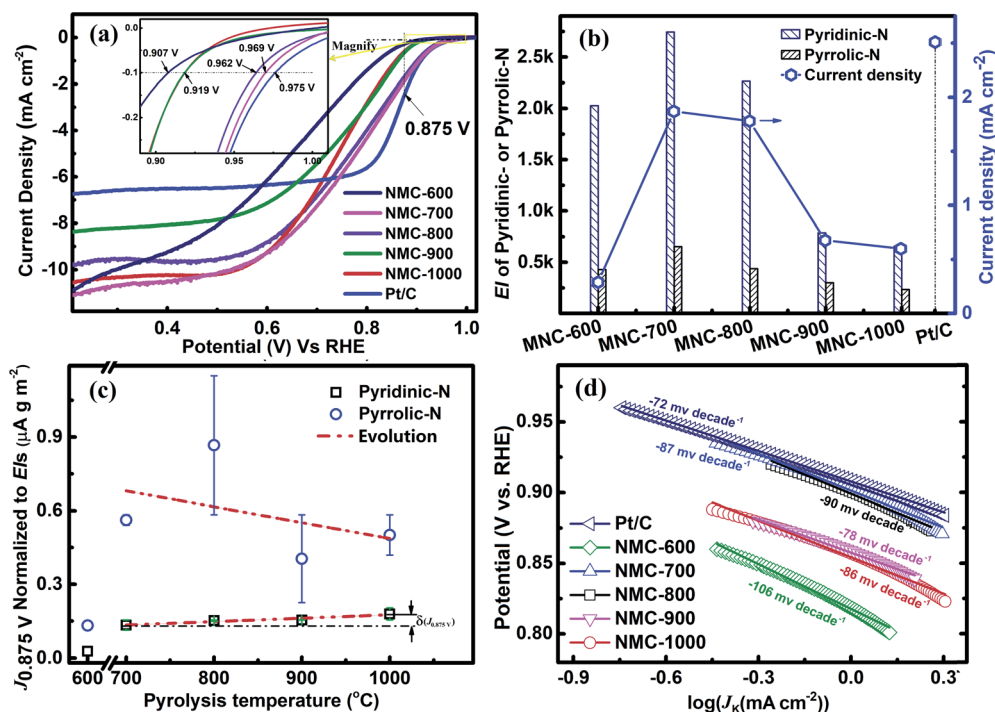 (a)
0.0
-0.1
-0.2
0.907 V
0.969 V
0.962 V
0.919 V
0.975 V
0.90
0.95
1.00
Magnify
0.875 V
0
-2
-4
-6
-8
-10
Current Density (mA cm⁻²)
NMC-600
NMC-700
NMC-800
NMC-900
NMC-1000
Pt/C
0.4
0.6
0.8
1.0
Potential (V) Vs RHE
(b)
Pyridinic-N
Pyrrolic-N
Current density
2.5k
2.0k
1.5k
1.0k
0.5k
EI of Pyridinic- or Pyrrolic-N
2
1
0
Current density (mA cm⁻²)
MNC-600
MNC-700
MNC-800
MNC-900
MNC-1000
Pt/C
(c)
Pyridinic-N
Pyrrolic-N
Evolution
0.9
0.6
0.3
0.0
J0.875 V Normalized to EIs (μA g m⁻²)
δ(J0.875 V)
600
700
800
900
1000
Pyrolysis temperature (°C)
(d)
-72 mv decade⁻¹
-87 mv decade⁻¹
-90 mv decade⁻¹
-78 mv decade⁻¹
-86 mv decade⁻¹
-106 mv decade⁻¹
0.95
0.90
0.85
0.80
Potential (V vs. RHE)
Pt/C
NMC-600
NMC-700
NMC-800
NMC-900
NMC-1000
-0.9
-0.6
-0.3
0.0
0.3
log(JK(mA cm⁻²)